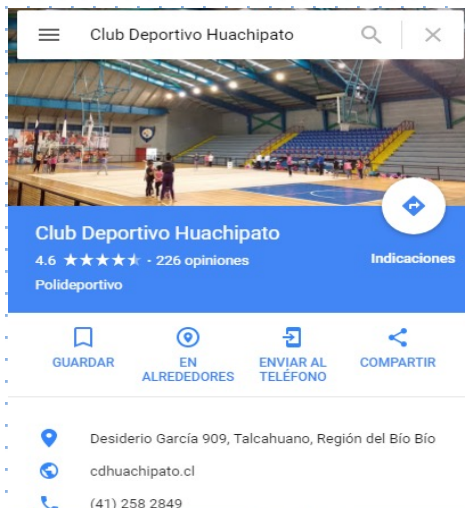 Club Deportivo Huachipato
Club Deportivo Huachipato
4.6 ★★★★★ - 226 opiniones
Indicaciones
Polideportivo
GUARDAR
EN
ALREDEDORES
ENVIAR AL
TELÉFONO
COMPARTIR
Desiderio García 909, Talcahuano, Región del Bío Bío
cdhuachipato.cl
(41) 258 2849